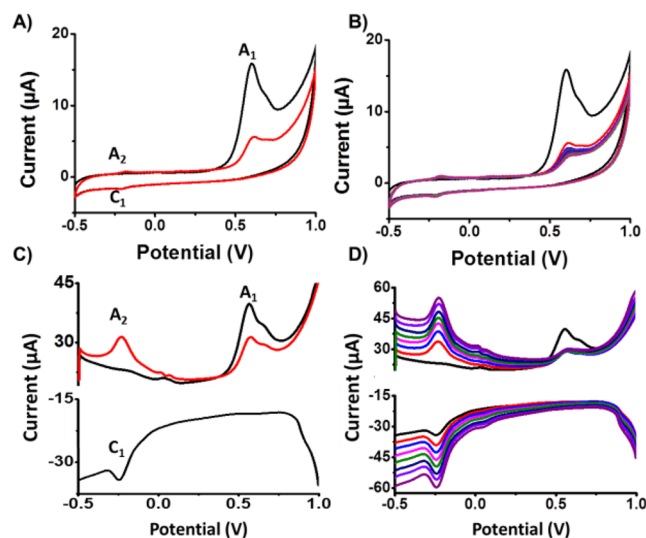 A)
20
A₁
10
A₂
0
C₁
-0.5 0.0 0.5 1.0
Potential (V)
Current (µA)
B)
20
10
0
-0.5 0.0 0.5 1.0
Potential (V)
Current (µA)
C)
45
A₂
A₁
30
-15
C₁
-30
-0.5 0.0 0.5 1.0
Potential (V)
Current (µA)
D)
60
45
30
-15
-30
-45
-60
-0.5 0.0 0.5 1.0
Potential (V)
Current (µA)